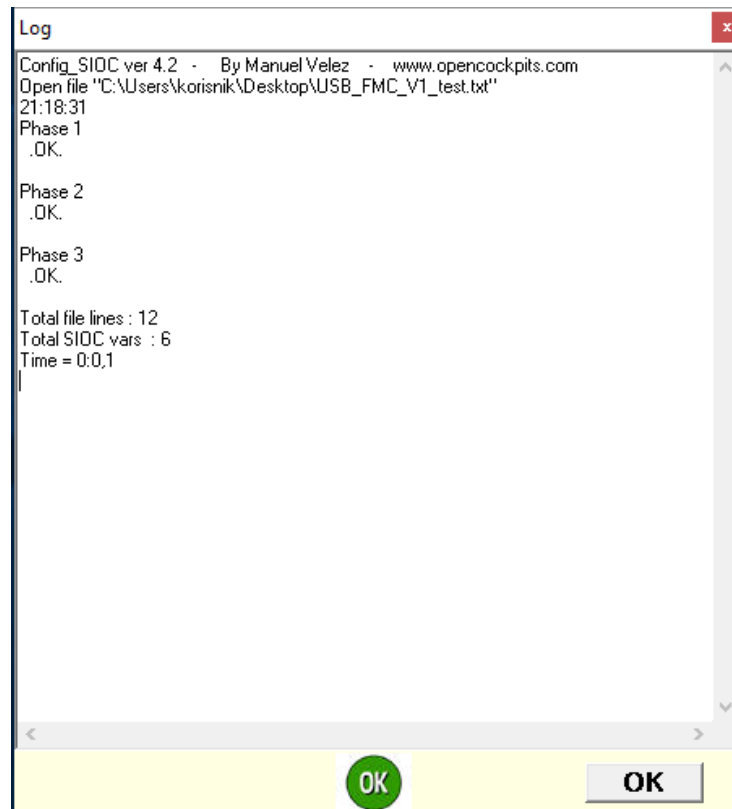 Log
x
Config_SIOC ver 4.2 - By Manuel Velez - www.opencockpits.com
Open file "C:\Users\korisnik\Desktop\USB_FMC_V1_test.txt"
21:18:31
Phase 1
.OK.
Phase 2
.OK.
Phase 3
.OK.
Total file lines : 12
Total SIOC vars : 6
Time = 0:0,1
OK
OK